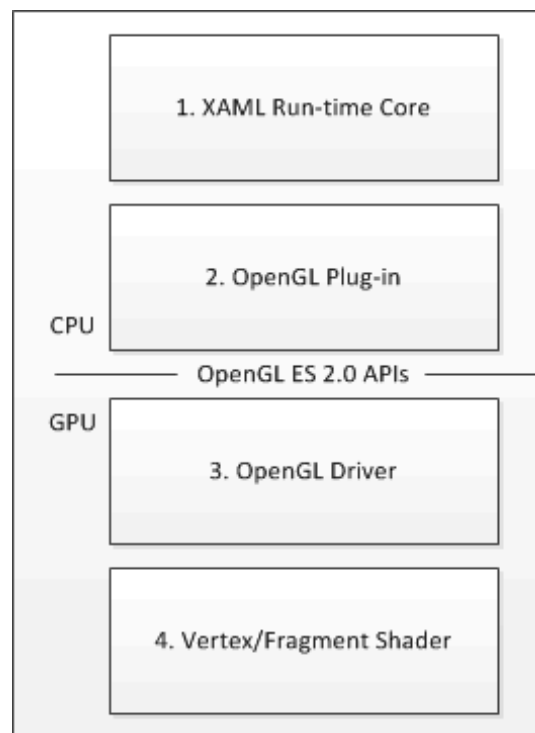 1. XAML Run-time Core
2. OpenGL Plug-in
CPU
OpenGL ES 2.0 APIs
GPU
3. OpenGL Driver
4. Vertex/Fragment Shader